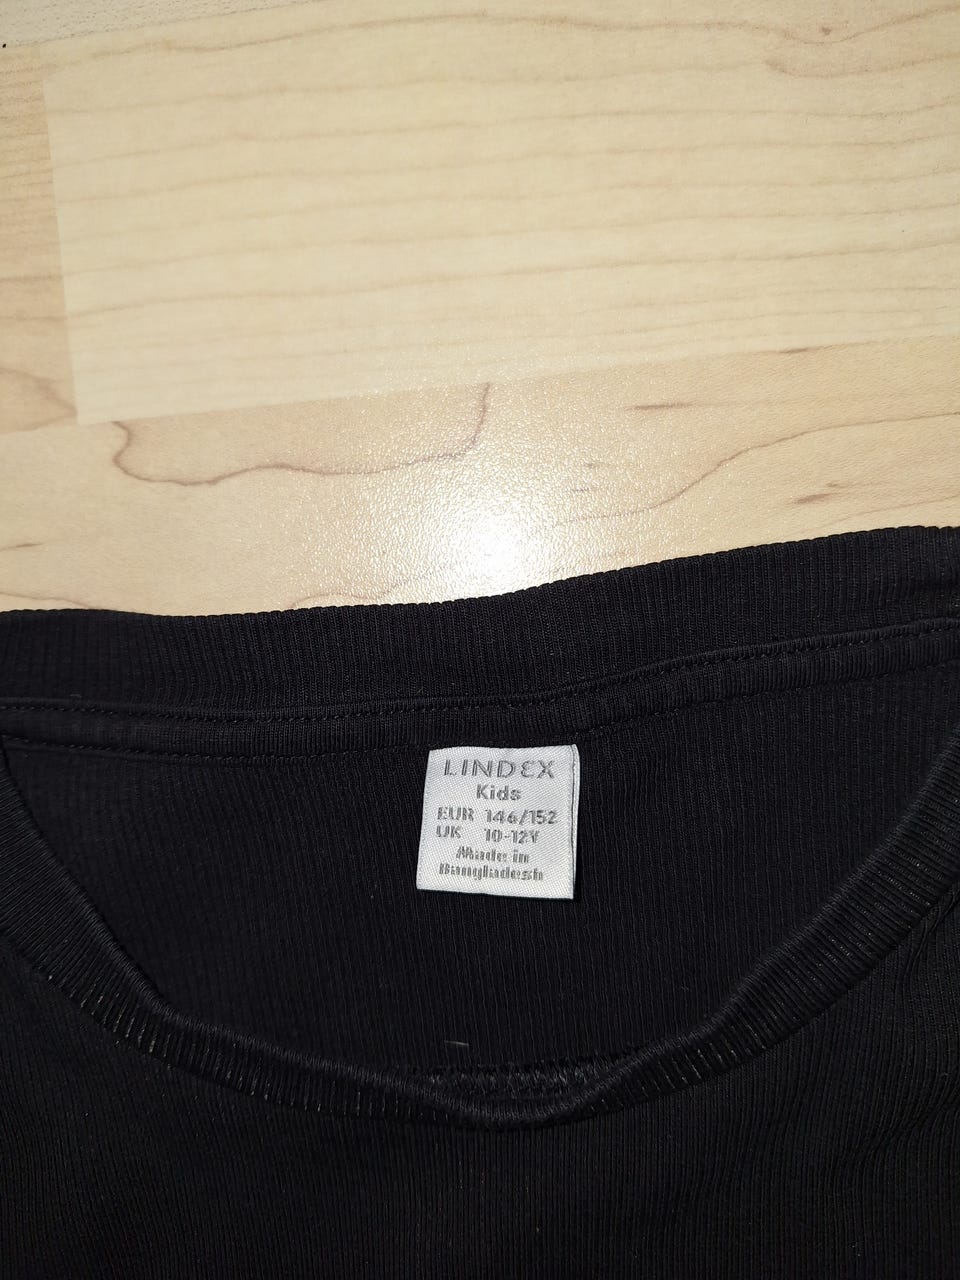 LINDEX
Kids
EUR 146/152
UK 10-12Y
Made in
Bangladesh